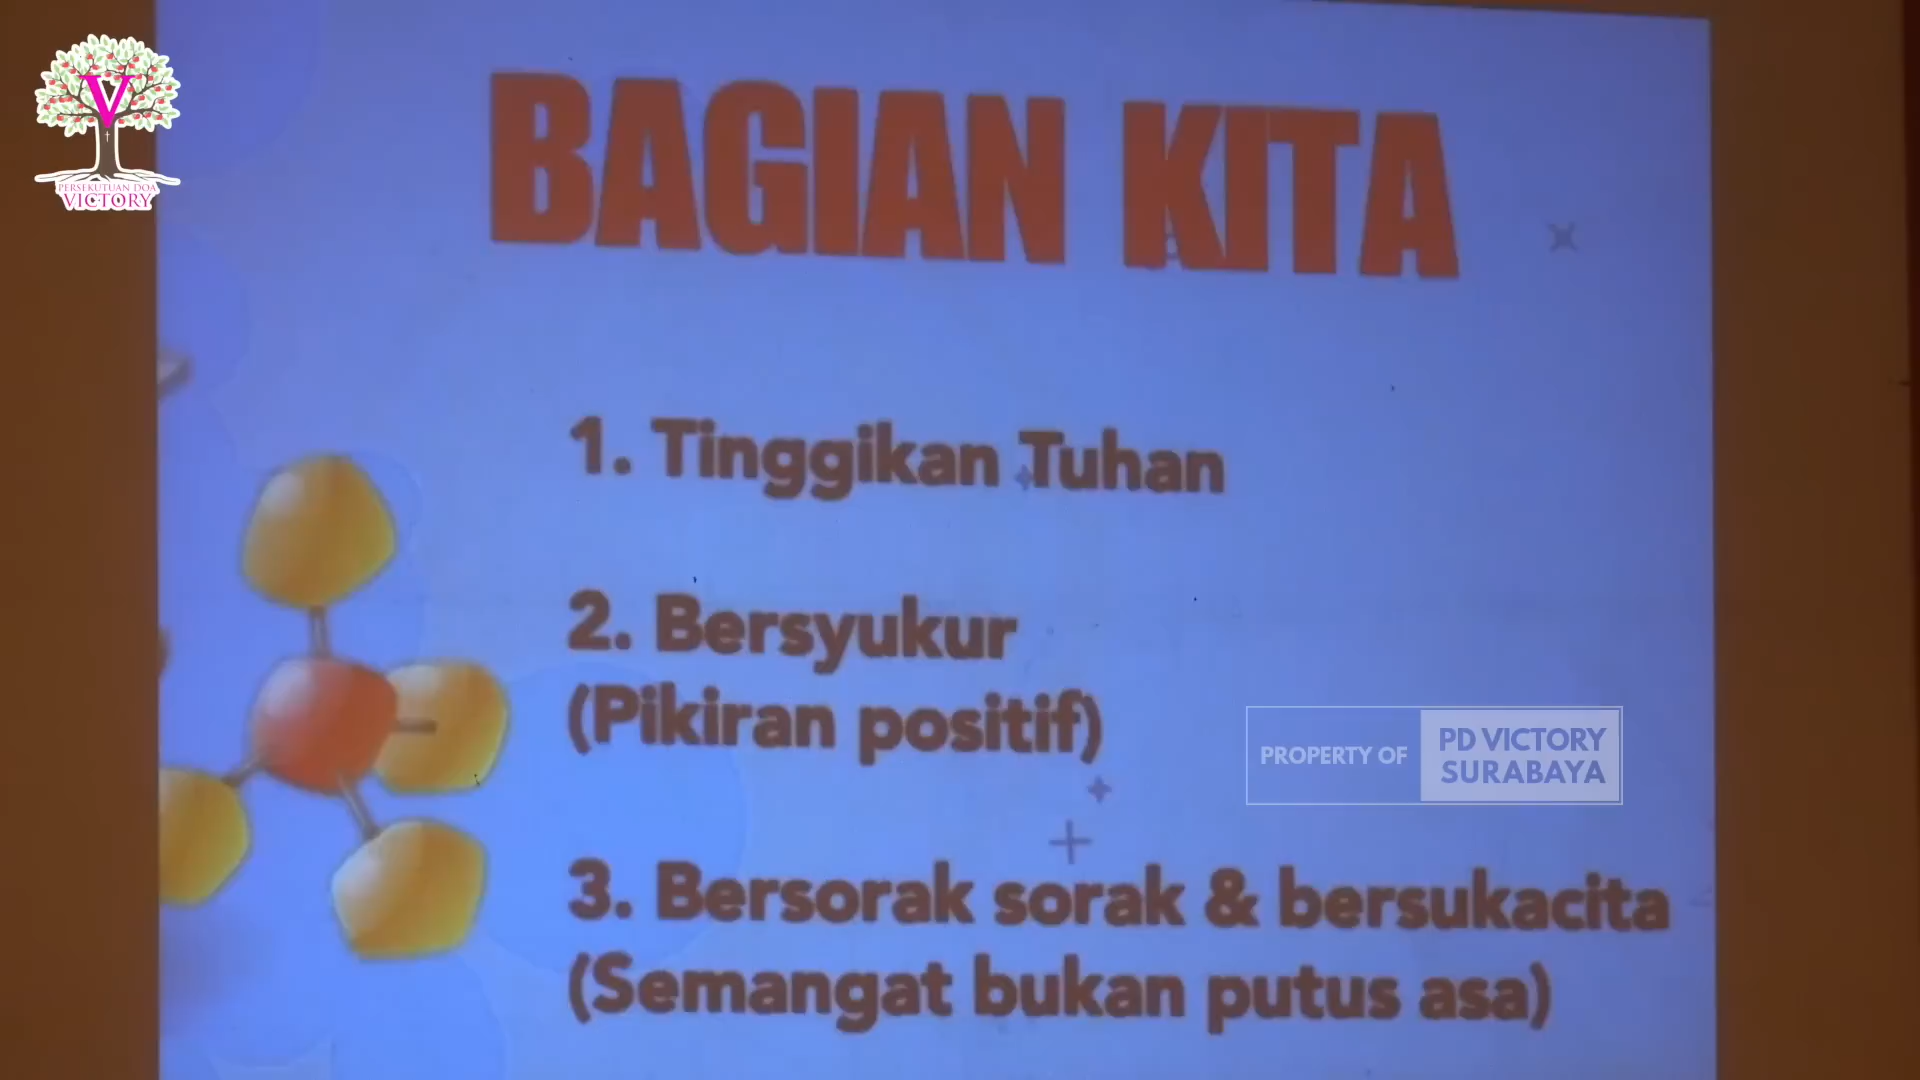 V
PERSEKUTUAN DOA
VICTORY
BAGIAN KITA
1. Tinggikan Tuhan
2. Bersyukur
(Pikiran positif)
PROPERTY OF
PD VICTORY
SURABAYA
3. Bersorak sorak & bersukacita
(Semangat bukan putus asa)